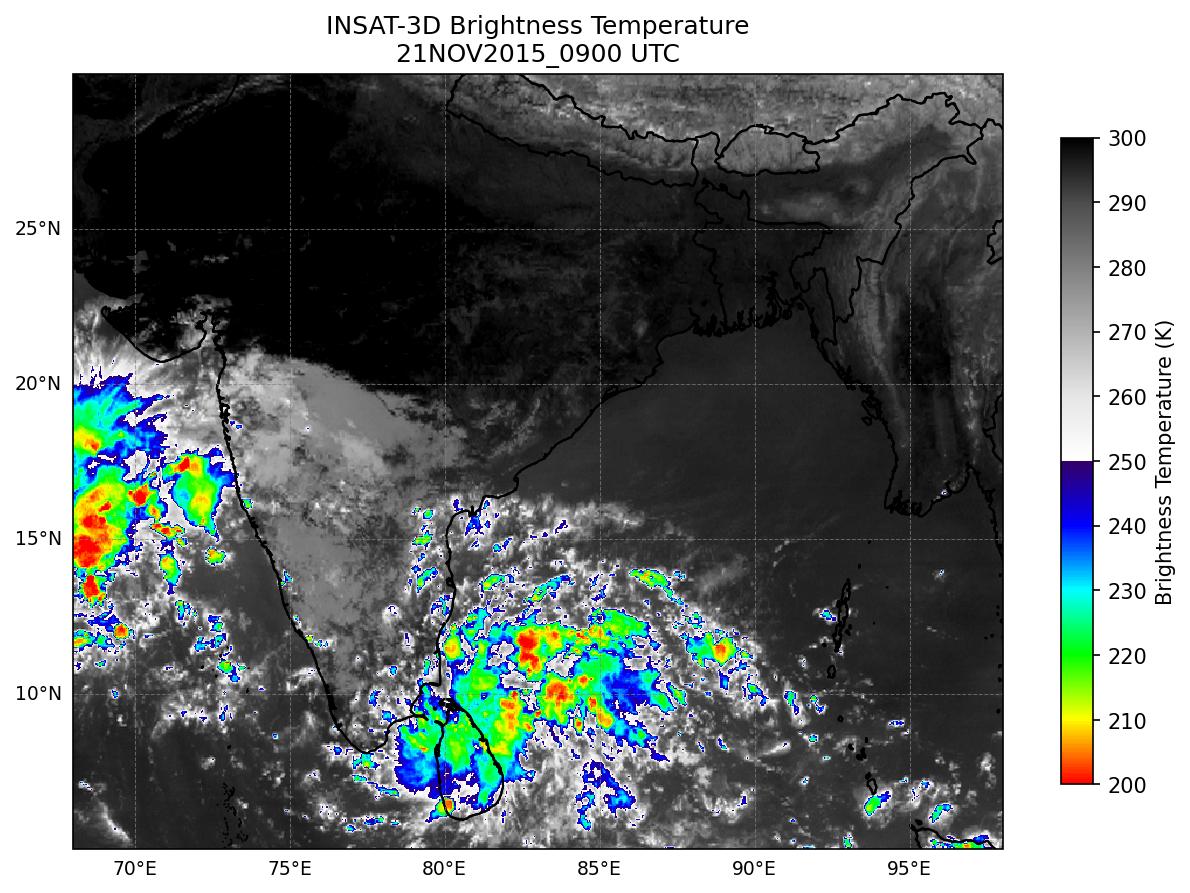 INSAT-3D Brightness Temperature
21NOV2015_0900 UTC
25°N
20°N
15°N
10°N
70°E
75°E
80°E
85°E
90°E
95°E
300
290
280
270
260
250
240
230
220
210
200
Brightness Temperature (K)